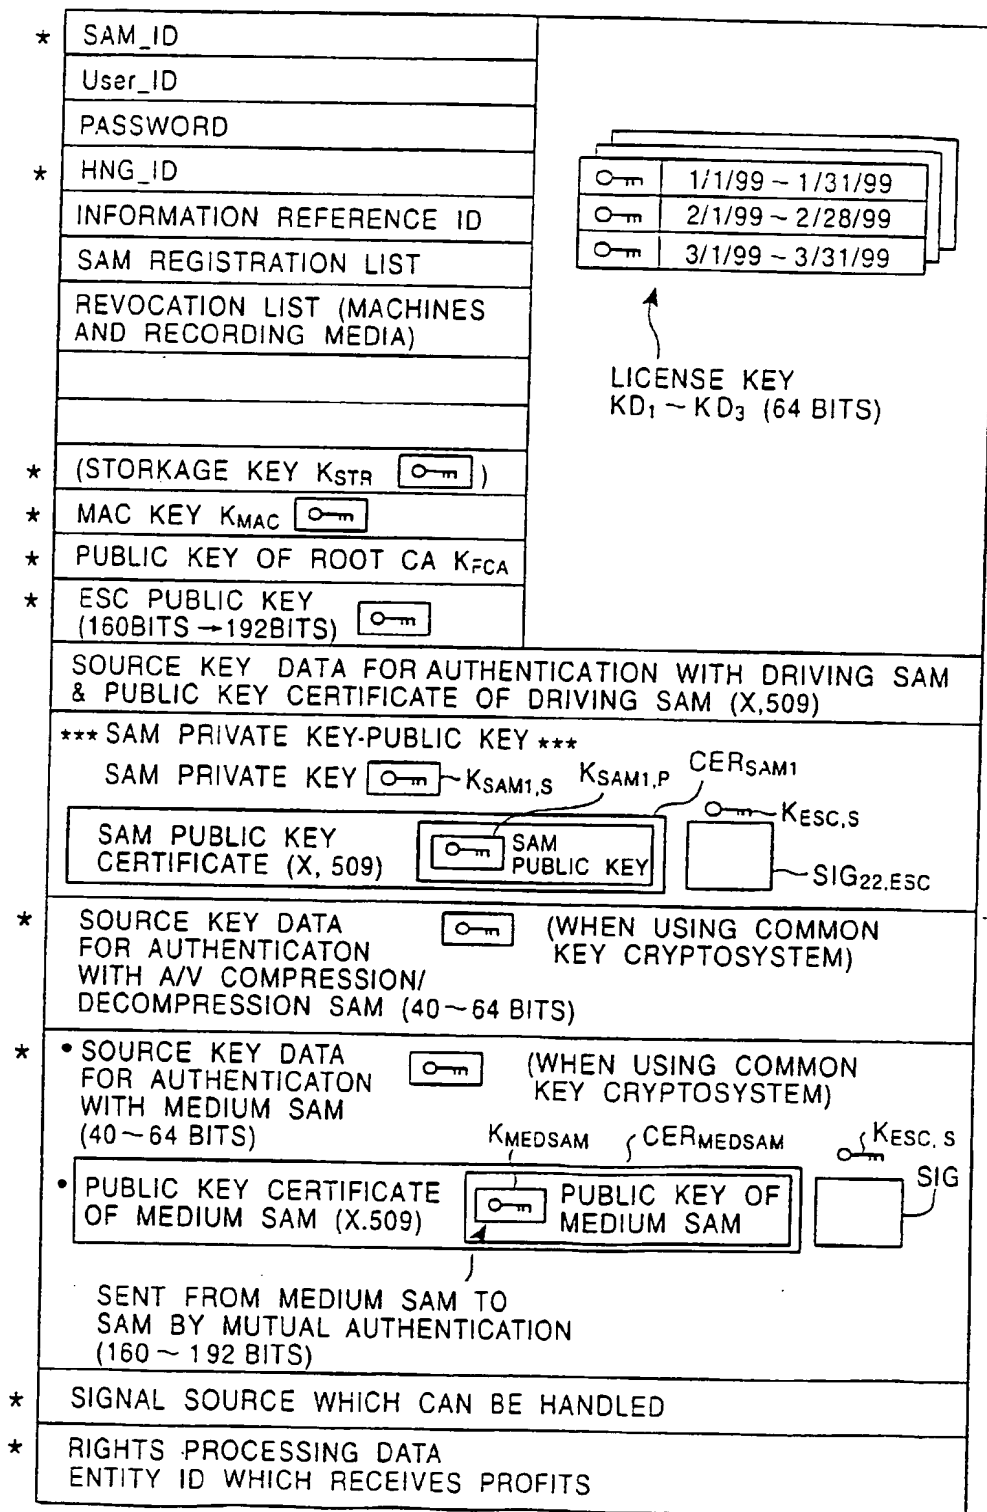 * SAM_ID
User_ID
PASSWORD
* HNG_ID
INFORMATION REFERENCE ID
SAM REGISTRATION LIST
REVOCATION LIST (MACHINES
AND RECORDING MEDIA)
1/1/99 ~ 1/31/99
2/1/99 ~ 2/28/99
3/1/99 ~ 3/31/99
LICENSE KEY
KD1 ~ KD3 (64 BITS)
* (STORKAGE KEY KSTR )
* MAC KEY KMAC
* PUBLIC KEY OF ROOT CA KFCA
* ESC PUBLIC KEY
(160BITS → 192BITS)
SOURCE KEY DATA FOR AUTHENTICATION WITH DRIVING SAM
& PUBLIC KEY CERTIFICATE OF DRIVING SAM (X,509)
*** SAM PRIVATE KEY-PUBLIC KEY ***
SAM PRIVATE KEY KSAM1,S KSAM1,P CERSAM1
KESC,S
SAM PUBLIC KEY
CERTIFICATE (X, 509)
SAM
PUBLIC KEY
SIG22,ESC
* SOURCE KEY DATA
FOR AUTHENTICATON
WITH A/V COMPRESSION/
DECOMPRESSION SAM (40~64 BITS)
(WHEN USING COMMON
KEY CRYPTOSYSTEM)
* • SOURCE KEY DATA
FOR AUTHENTICATON
WITH MEDIUM SAM
(40~64 BITS)
(WHEN USING COMMON
KEY CRYPTOSYSTEM)
KMEDSAM CERMEDSAM KESC, S
SIG
• PUBLIC KEY CERTIFICATE
OF MEDIUM SAM (X.509)
PUBLIC KEY OF
MEDIUM SAM
SENT FROM MEDIUM SAM TO
SAM BY MUTUAL AUTHENTICATION
(160 ~ 192 BITS)
* SIGNAL SOURCE WHICH CAN BE HANDLED
* RIGHTS PROCESSING DATA
ENTITY ID WHICH RECEIVES PROFITS